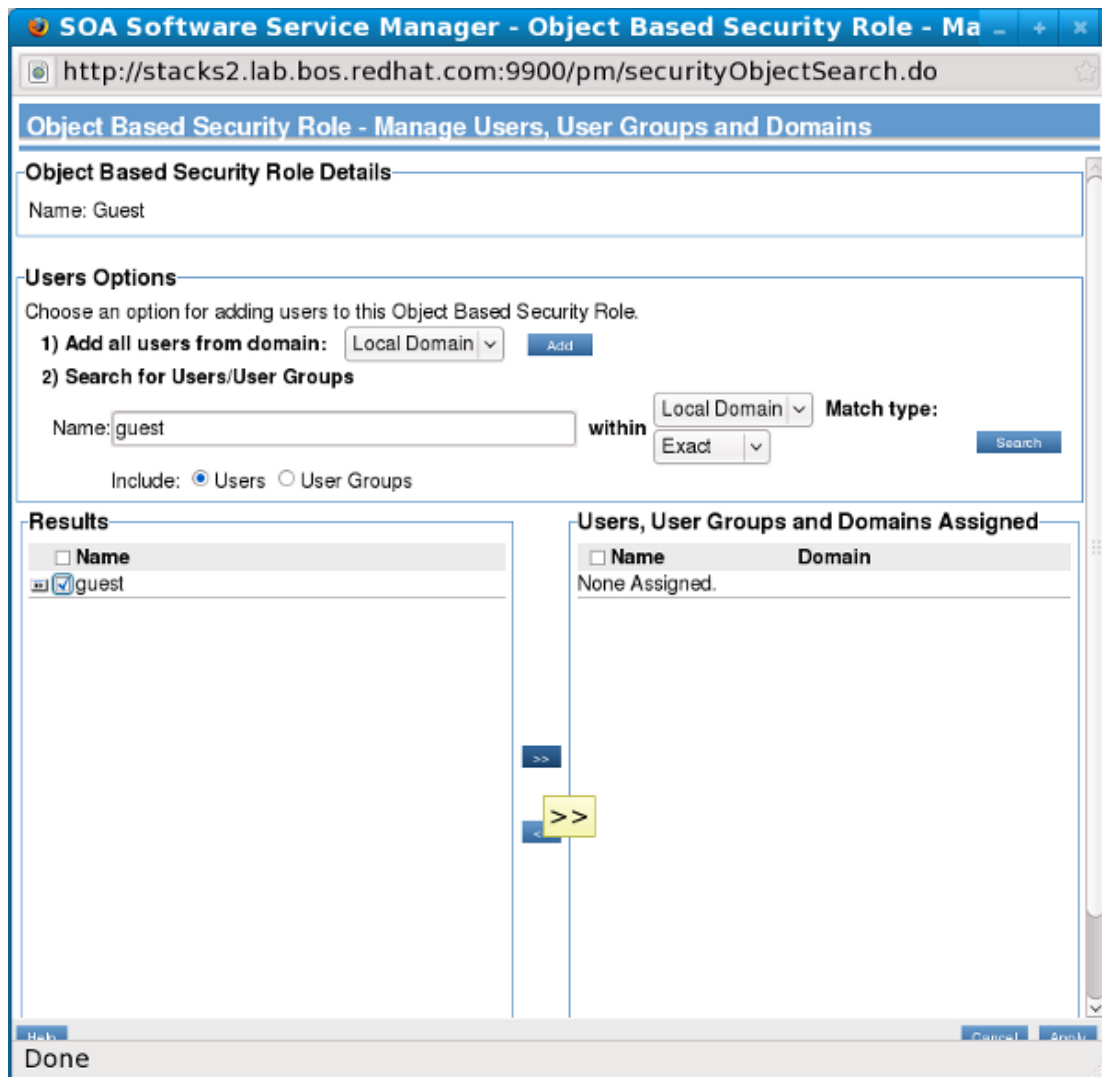 SOA Software Service Manager - Object Based Security Role - Ma
http://stacks2.lab.bos.redhat.com:9900/pm/securityObjectSearch.do
Object Based Security Role - Manage Users, User Groups and Domains
Object Based Security Role Details
Name: Guest
Users Options
Choose an option for adding users to this Object Based Security Role.
1) Add all users from domain: Local Domain Add
2) Search for Users/User Groups
Name: guest within Local Domain Match type:
Exact Search
Include: Users User Groups
Results
Name
guest
Users, User Groups and Domains Assigned
Name Domain
None Assigned.
>>
>>
Help Cancel Apply
Done